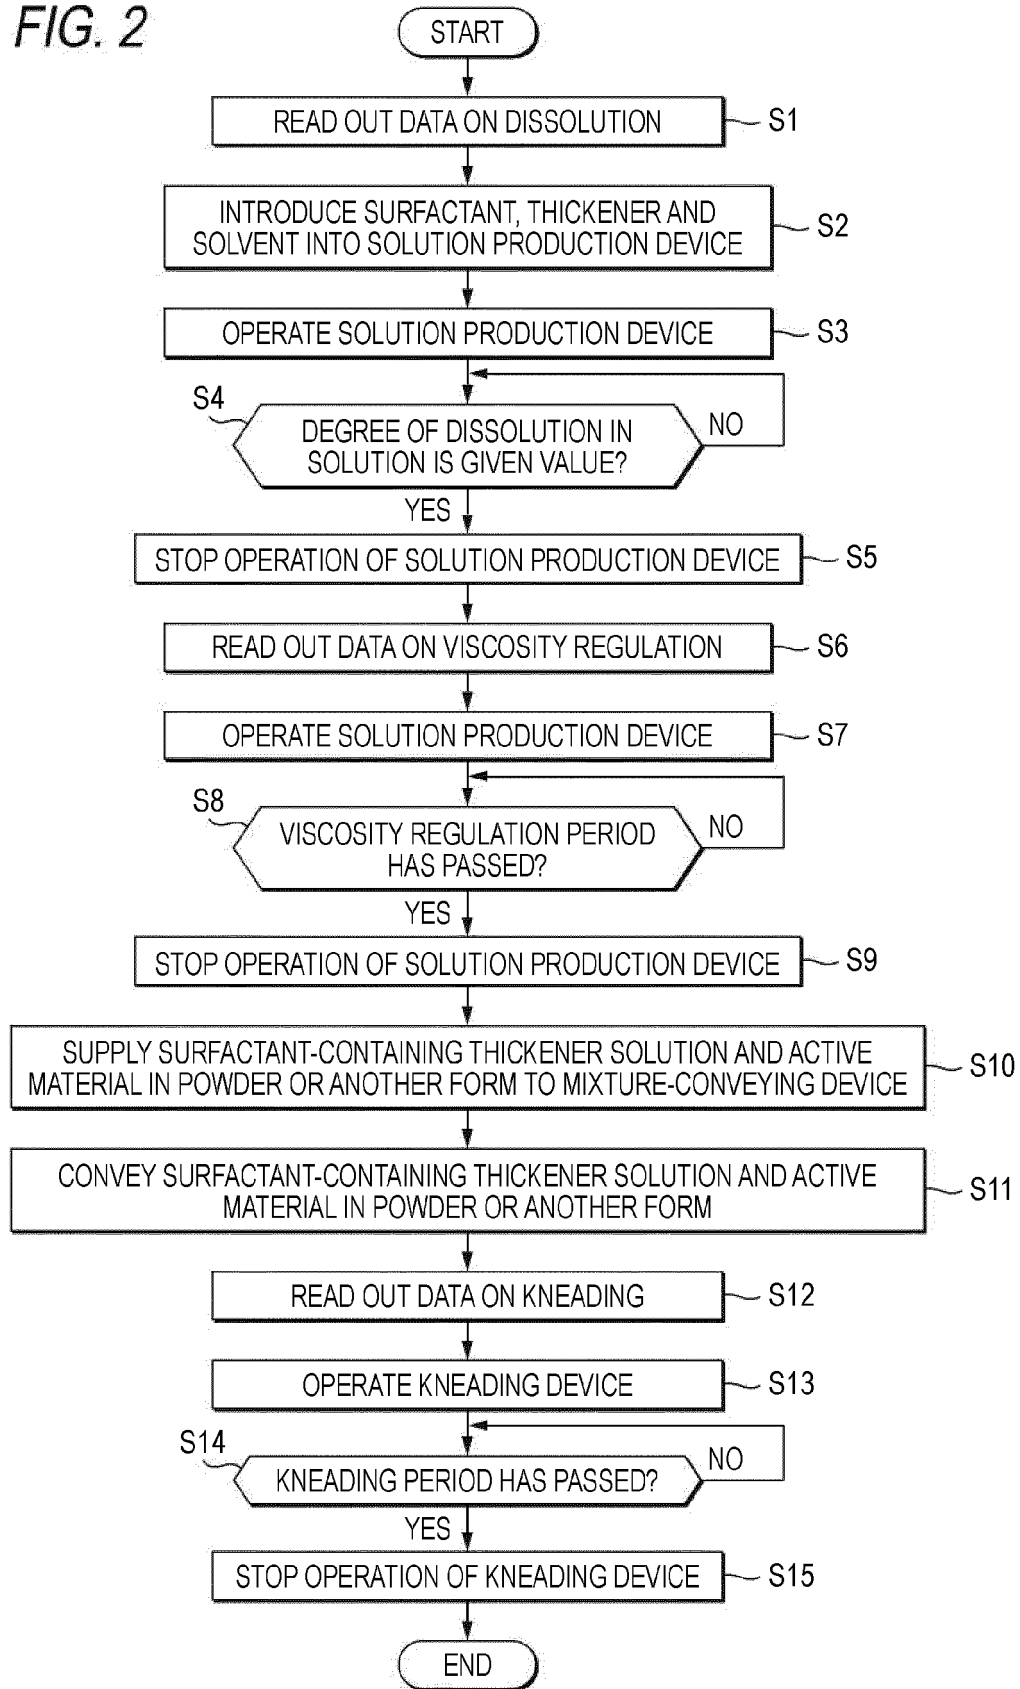 FIG. 2
START
READ OUT DATA ON DISSOLUTION
S1
INTRODUCE SURFACTANT, THICKENER AND
SOLVENT INTO SOLUTION PRODUCTION DEVICE
S2
OPERATE SOLUTION PRODUCTION DEVICE
S3
S4
DEGREE OF DISSOLUTION IN
SOLUTION IS GIVEN VALUE?
NO
YES
STOP OPERATION OF SOLUTION PRODUCTION DEVICE
S5
READ OUT DATA ON VISCOSITY REGULATION
S6
OPERATE SOLUTION PRODUCTION DEVICE
S7
S8
VISCOSITY REGULATION PERIOD
HAS PASSED?
NO
YES
STOP OPERATION OF SOLUTION PRODUCTION DEVICE
S9
SUPPLY SURFACTANT-CONTAINING THICKENER SOLUTION AND ACTIVE
MATERIAL IN POWDER OR ANOTHER FORM TO MIXTURE-CONVEYING DEVICE
S10
CONVEY SURFACTANT-CONTAINING THICKENER SOLUTION AND ACTIVE
MATERIAL IN POWDER OR ANOTHER FORM
S11
READ OUT DATA ON KNEADING
S12
OPERATE KNEADING DEVICE
S13
S14
KNEADING PERIOD HAS PASSED?
NO
YES
STOP OPERATION OF KNEADING DEVICE
S15
END